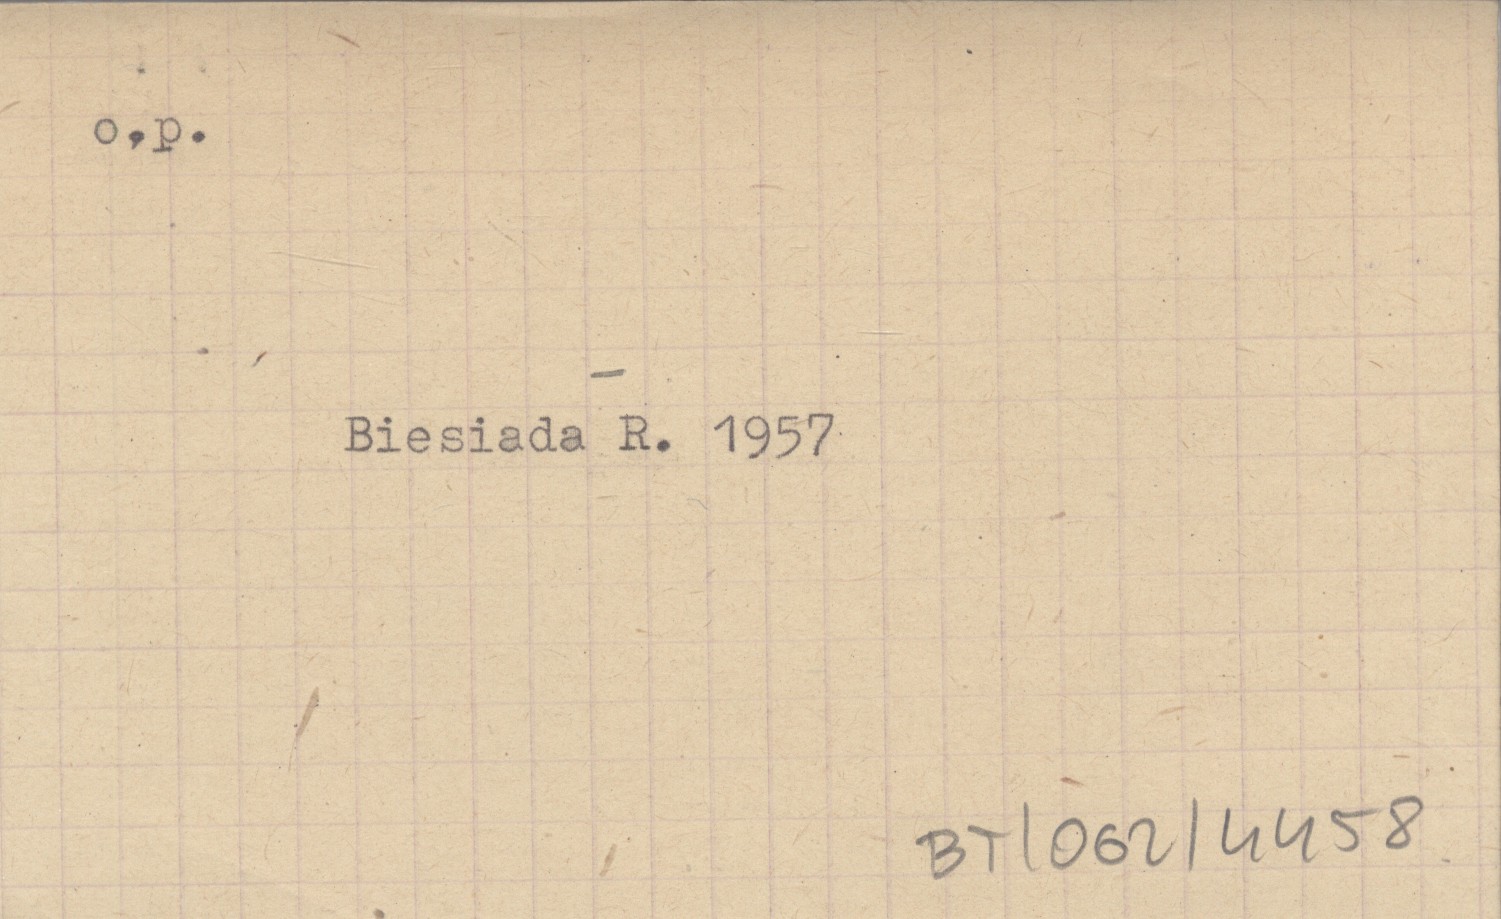 o,p.
–
Biesiada R. 1957
BT/062/4458